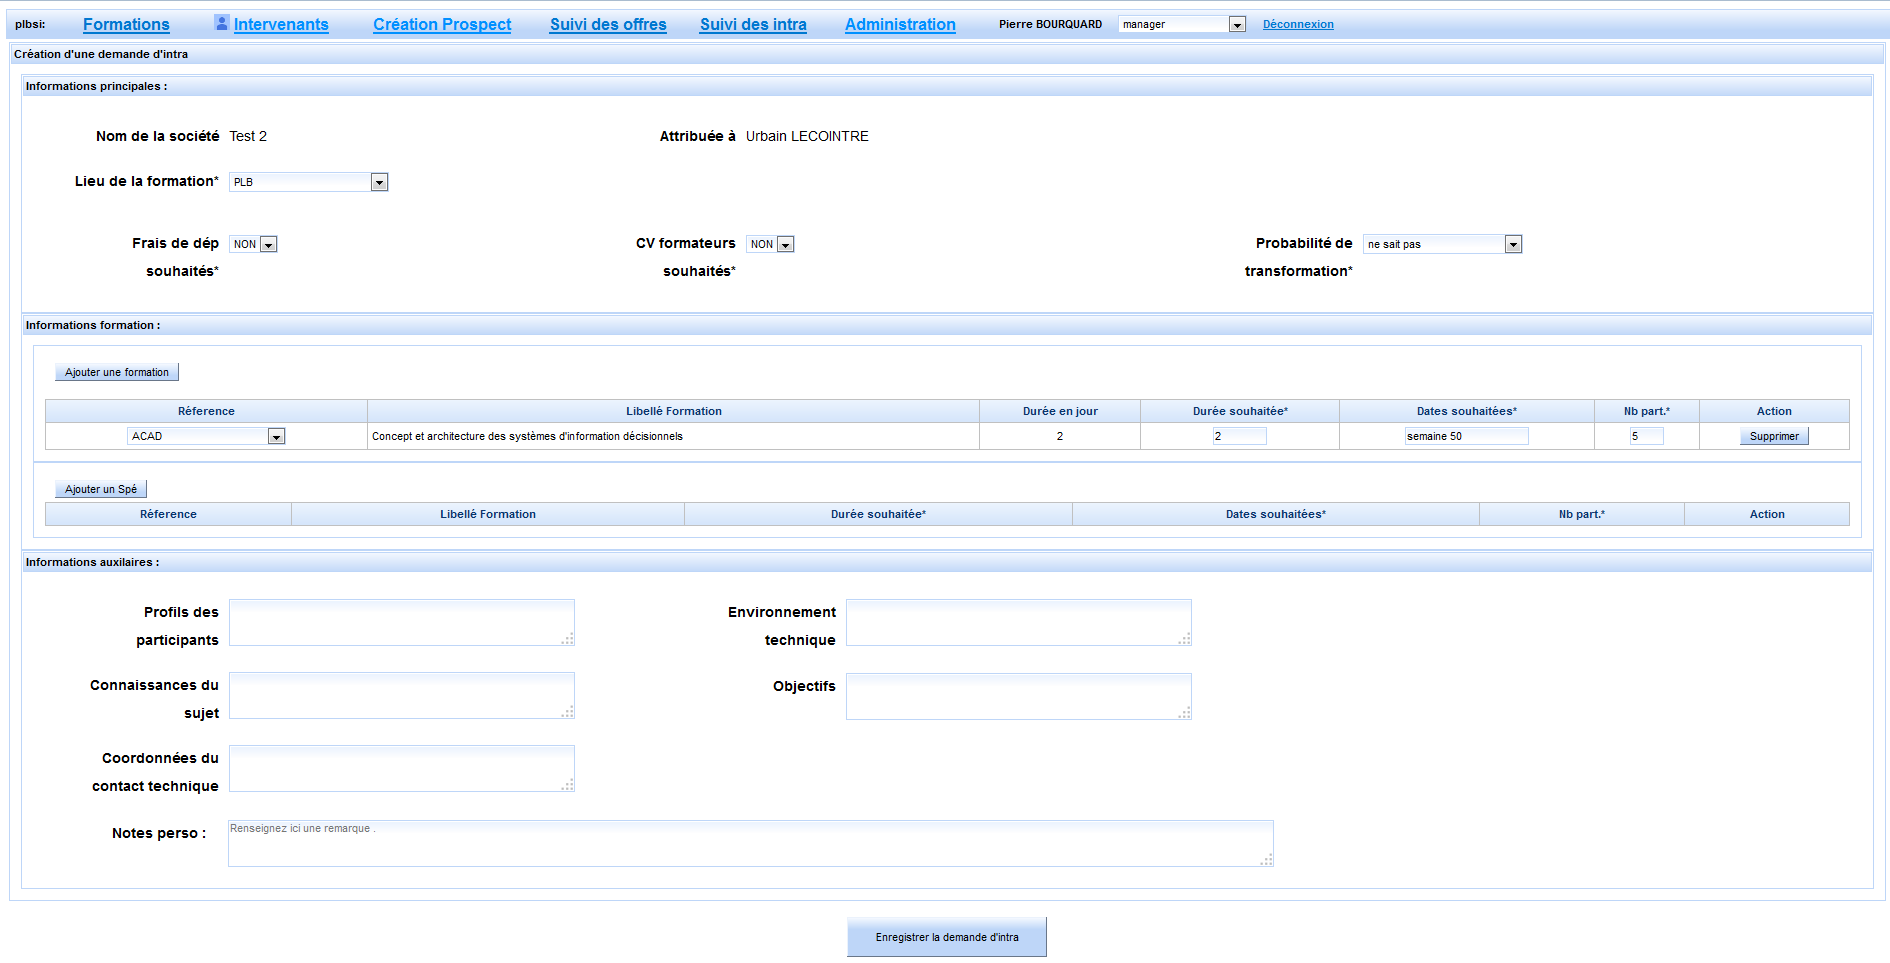 plbsi: Formations Intervenants Création Prospect Suivi des offres Suivi des intra Administration Pierre BOURQUARD manager Déconnexion
Création d'une demande d'intra
Informations principales :
Nom de la société Test 2 Attribuée à Urbain LECOINTRE
Lieu de la formation* PLB
Frais de dép souhaités* NON CV formateurs souhaités* NON Probabilité de transformation* ne sait pas
Informations formation :
Ajouter une formation
Réference Libellé Formation Durée en jour Durée souhaitée* Dates souhaitées* Nb part.* Action
ACAD Concept et architecture des systèmes d'information décisionnels 2 2 semaine 50 5 Supprimer
Ajouter un Spé
Réference Libellé Formation Durée souhaitée* Dates souhaitées* Nb part.* Action
Informations auxilaires :
Profils des participants Environnement technique
Connaissances du sujet Objectifs
Coordonnées du contact technique
Notes perso : Renseignez ici une remarque .
Enregistrer la demande d'intra